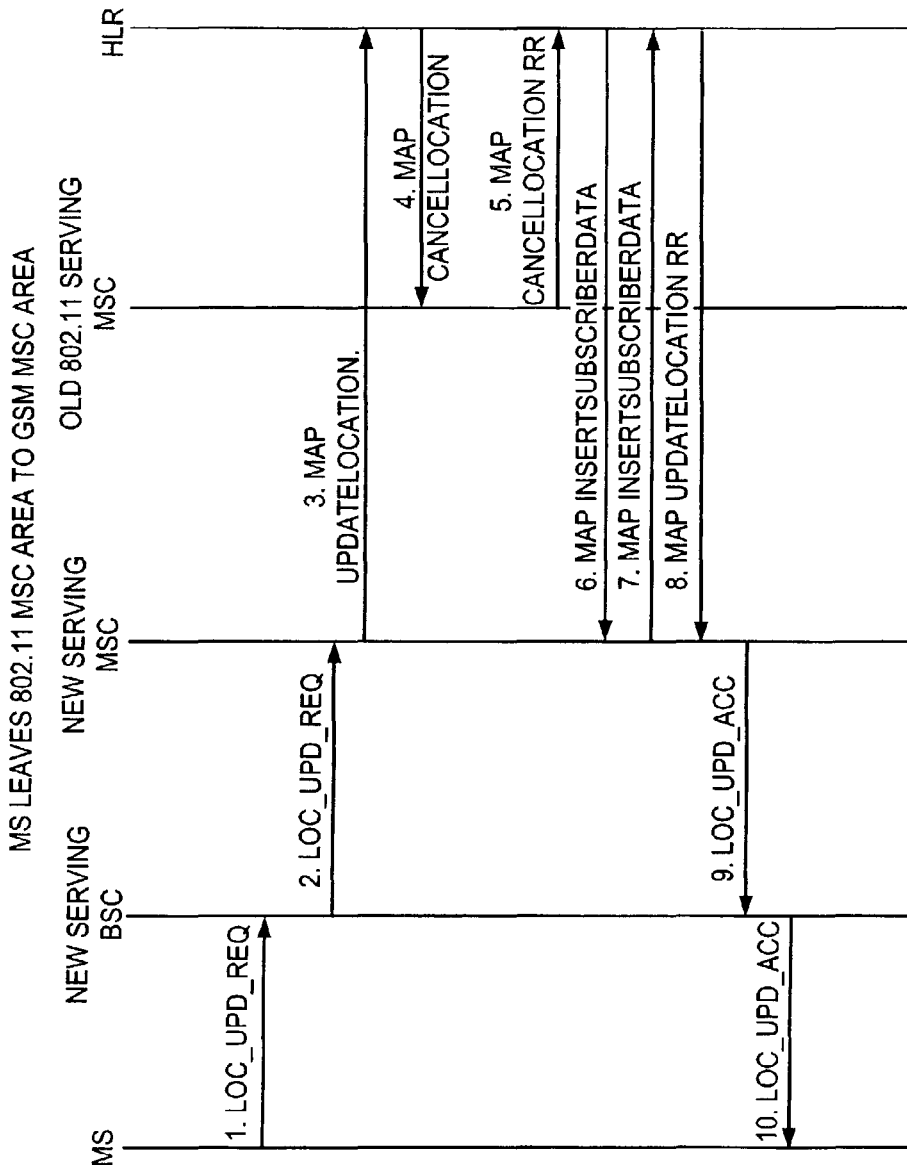 MS LEAVES 802.11 MSC AREA TO GSM MSC AREA
MS
NEW SERVING
BSC
NEW SERVING
MSC
OLD 802.11 SERVING
MSC
HLR
1. LOC_UPD_REQ
2. LOC_UPD_REQ
3. MAP
UPDATELOCATION.
4. MAP
CANCELLOCATION
5. MAP
CANCELLOCATION RR
6. MAP INSERTSUBSCRIBERDATA
7. MAP INSERTSUBSCRIBERDATA
8. MAP UPDATELOCATION RR
9. LOC_UPD_ACC
10. LOC_UPD_ACC